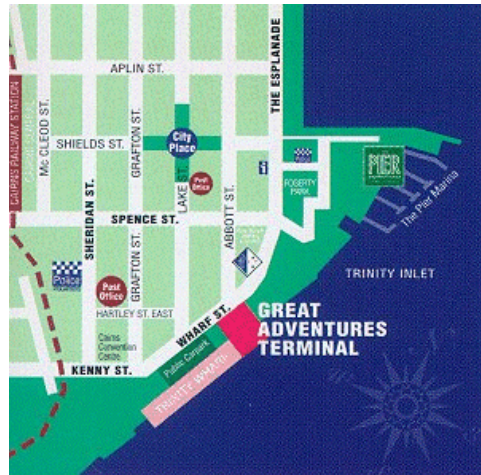 APLIN ST.
THE ESPLANADE
CAIRNS RAILWAY STATION
Mc CLEOD ST.
SHIELDS ST.
GRAFTON ST.
City
Place
LAKE ST.
Post
Office
PIER
FOGERTY
PARK
The Pier Marina
SHERIDAN ST.
SPENCE ST.
ABBOTT ST.
TRINITY INLET
Police
Post
Office
GRAFTON ST.
HARTLEY ST. EAST
WHARF ST.
GREAT
ADVENTURES
TERMINAL
Cairns
Convention
Centre
Public Carpark
KENNY ST.
TRINITY WHARF